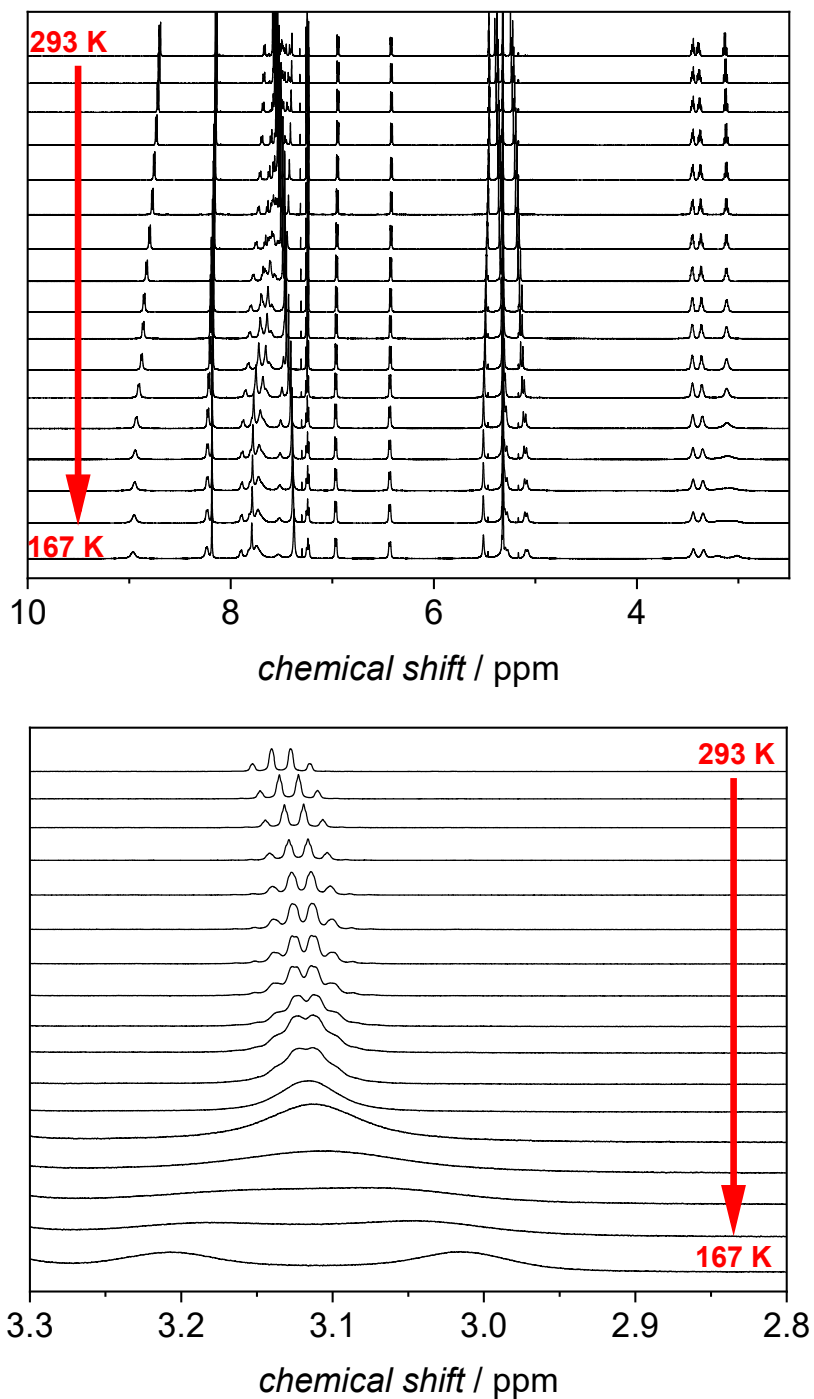 293 K
167 K
10 8 6 4
chemical shift / ppm
293 K
167 K
3.3 3.2 3.1 3.0 2.9 2.8
chemical shift / ppm